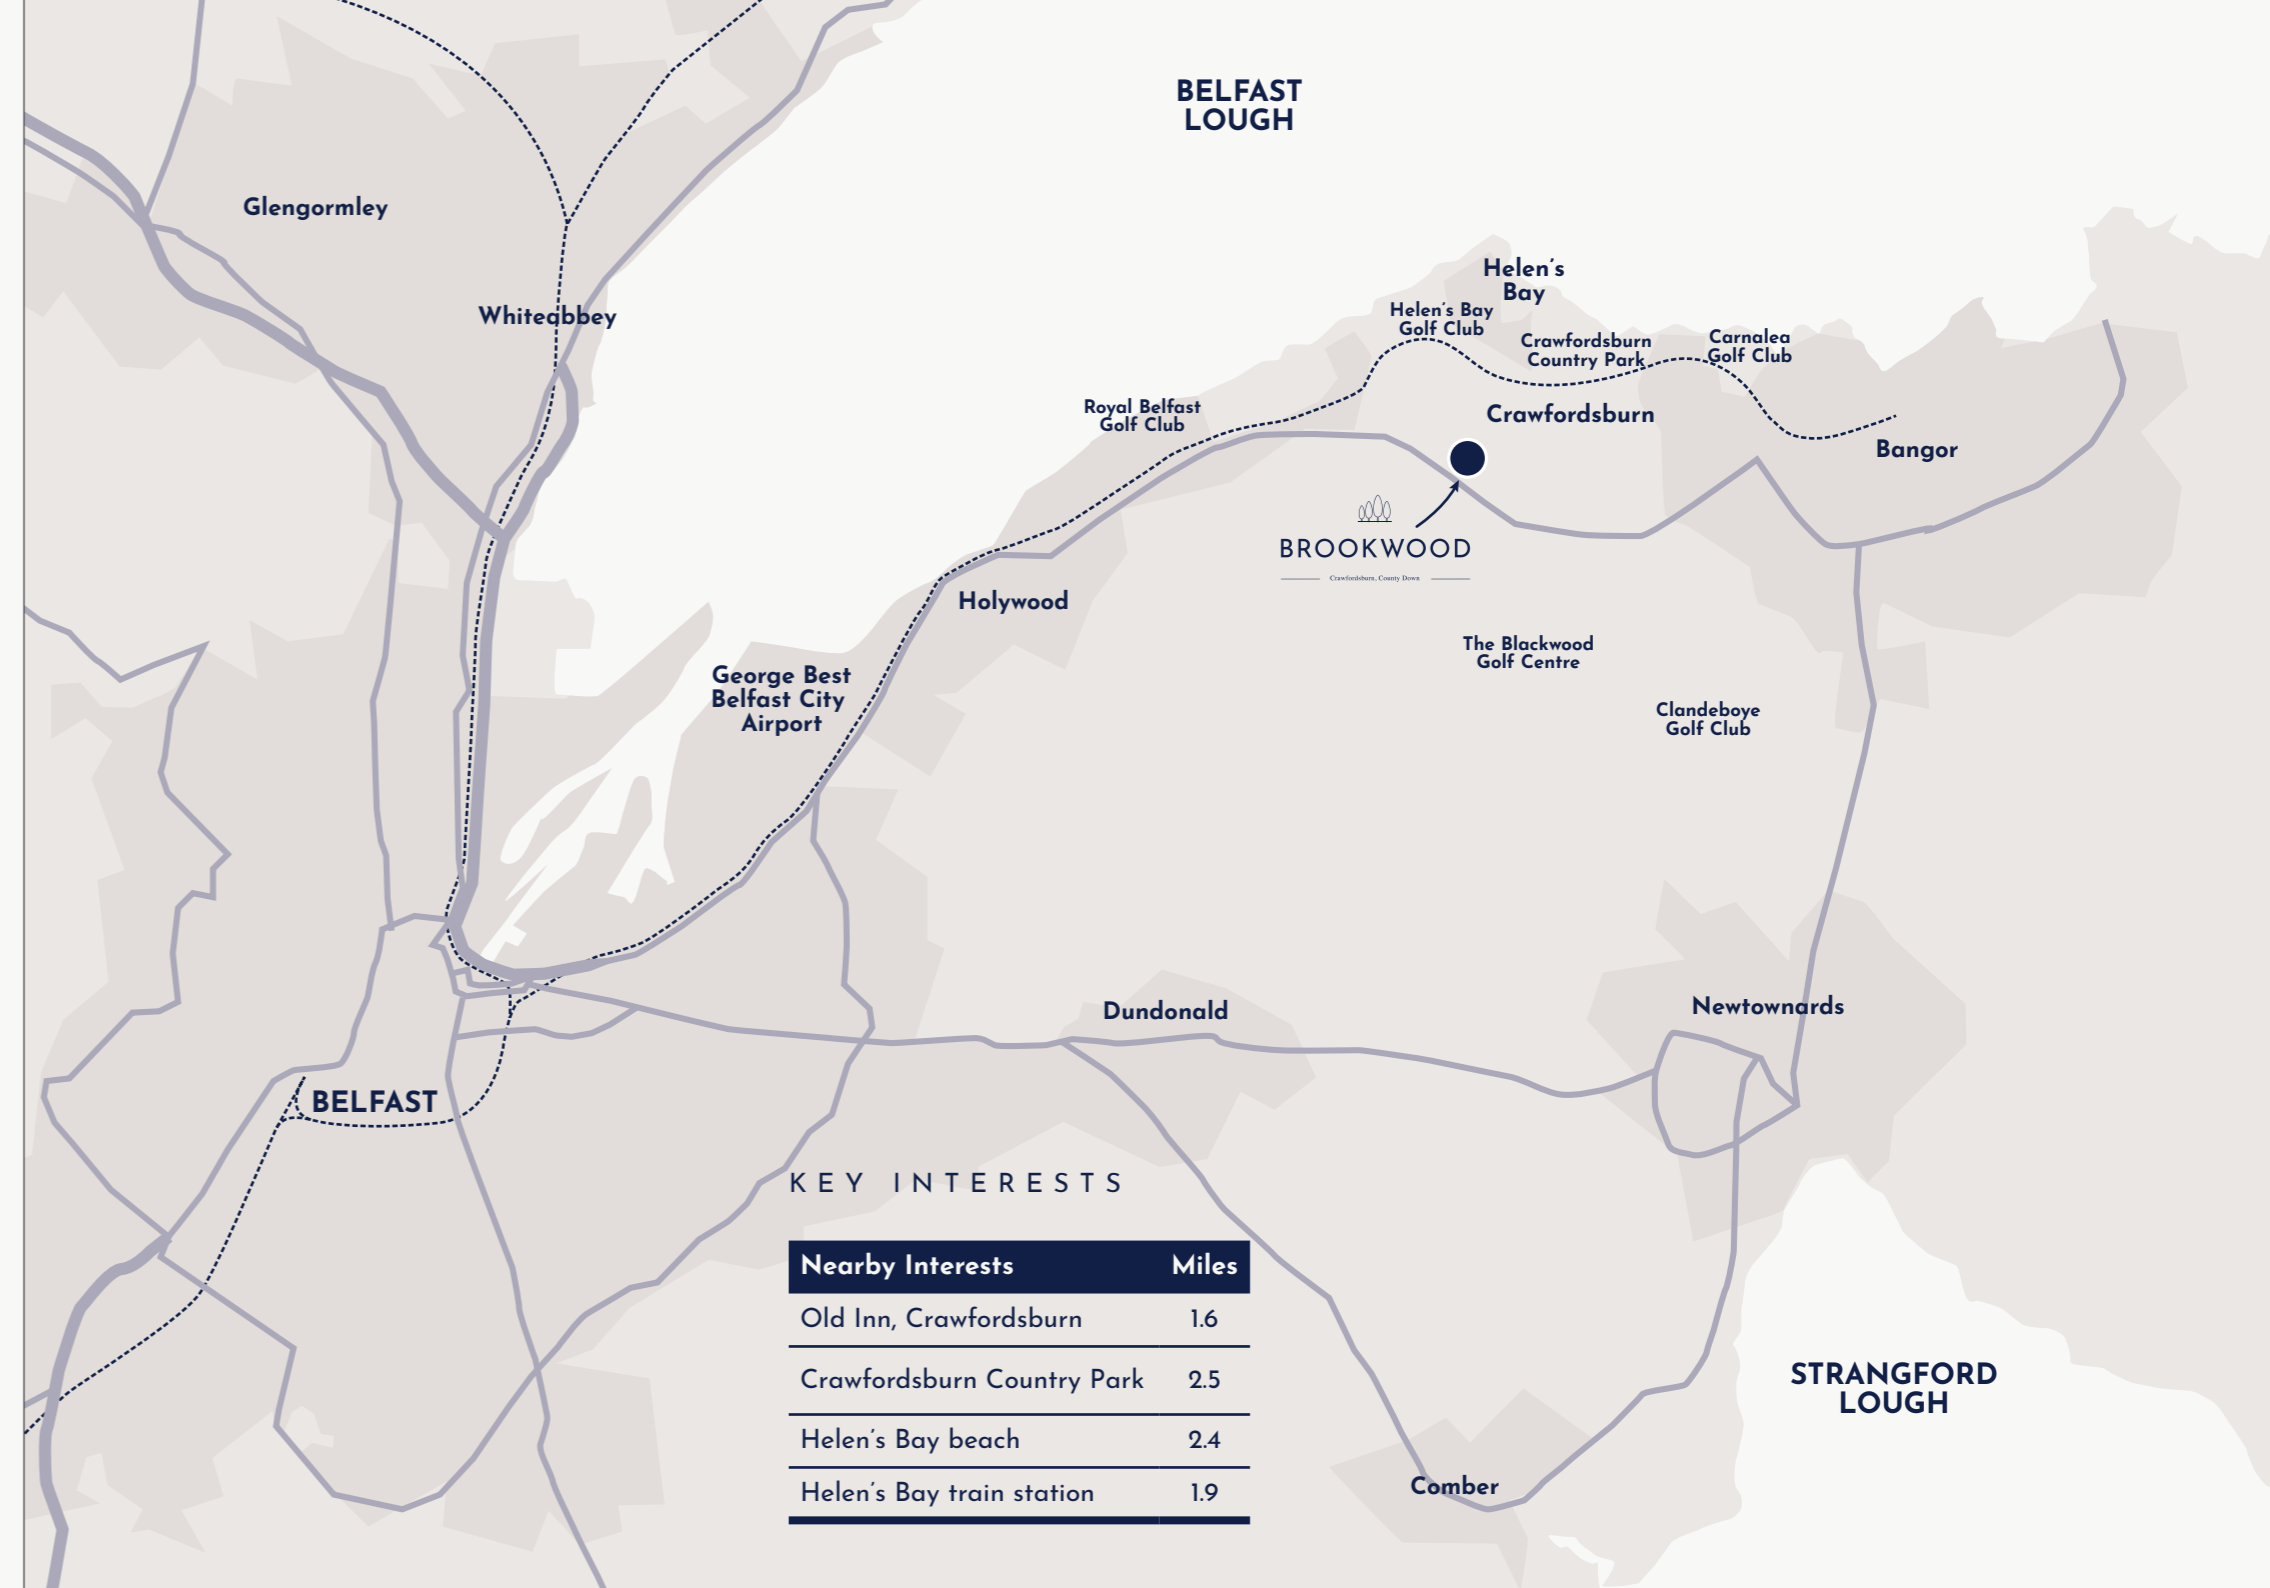 BELFAST
LOUGH
Glengormley
Whiteabbey
Helen's
Bay
Helen's Bay
Golf Club
Crawfordsburn
Country Park
Carnalea
Golf Club
Royal Belfast
Golf Club
Crawfordsburn
Bangor
BROOKWOOD
Crawfordsburn, County Down
Holywood
The Blackwood
Golf Centre
George Best
Belfast City
Airport
Clandeboye
Golf Club
Dundonald
Newtownards
BELFAST
KEY INTERESTS
Nearby Interests Miles
Old Inn, Crawfordsburn 1.6
Crawfordsburn Country Park 2.5
Helen's Bay beach 2.4
Helen's Bay train station 1.9
STRANGFORD
LOUGH
Comber